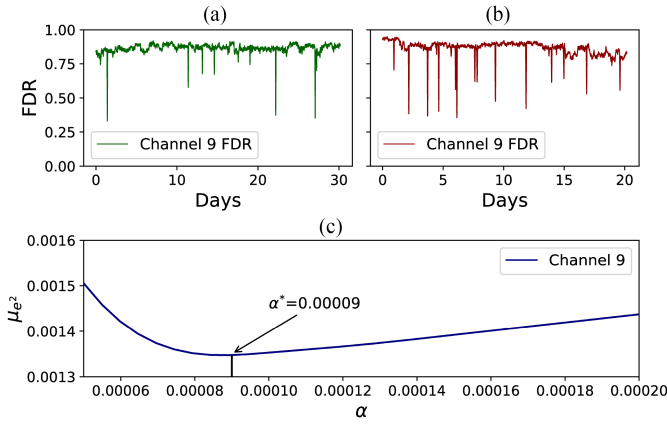 (a)
(b)
1.00
0.75
0.50
0.25
0.00
FDR
Channel 9 FDR
Channel 9 FDR
0 10 20 30
0 5 10 15 20
Days
Days
(c)
0.0016
0.0015
0.0014
0.0013
μ_{e²}
Channel 9
α*=0.00009
0.00006 0.00008 0.00010 0.00012 0.00014 0.00016 0.00018 0.00020
α